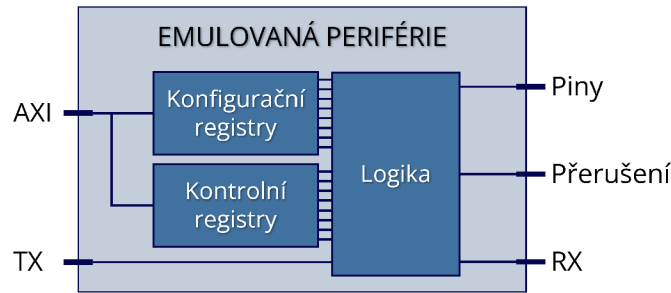 EMULOVANÁ PERIFÉRIE
AXI
Konfigurační
registry
Kontrolní
registry
Logika
TX
Piny
Přerušení
RX